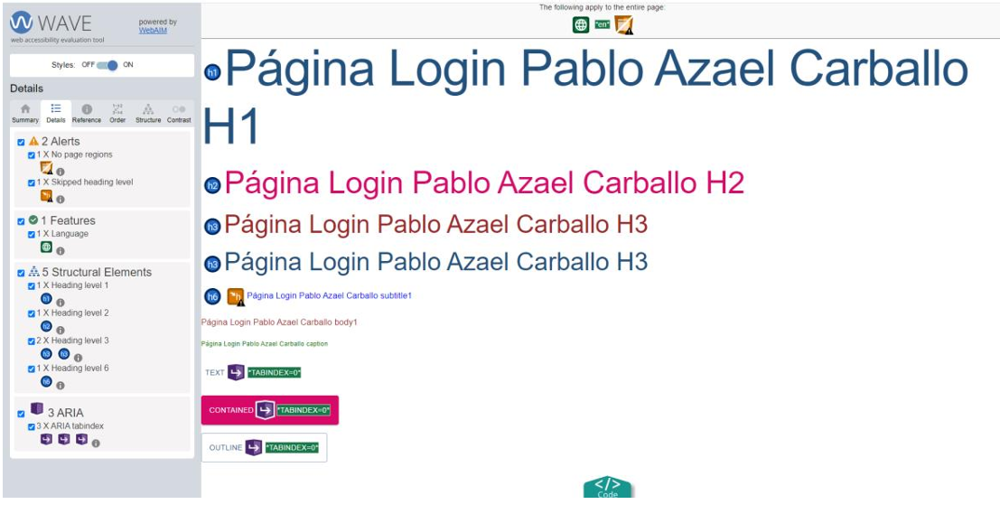 WAVE
web accessibility evaluation tool
powered by
WebAIM
Styles: OFF ON
Details
Summary Details Reference Order Structure Contrast
2 Alerts
1 X No page regions
1 X Skipped heading level
1 Features
1 X Language
5 Structural Elements
1 X Heading level 1
h1
1 X Heading level 2
h2
2 X Heading level 3
h3 h3
1 X Heading level 6
h6
3 ARIA
3 X ARIA tabindex
The following apply to the entire page:
"en"
h1 Página Login Pablo Azael Carballo
H1
h2 Página Login Pablo Azael Carballo H2
h3 Página Login Pablo Azael Carballo H3
h3 Página Login Pablo Azael Carballo H3
h6 h Página Login Pablo Azael Carballo subtitle1
Página Login Pablo Azael Carballo body1
Página Login Pablo Azael Carballo caption
TEXT *TABINDEX=0*
CONTAINED *TABINDEX=0*
OUTLINE *TABINDEX=0*
</>
Code